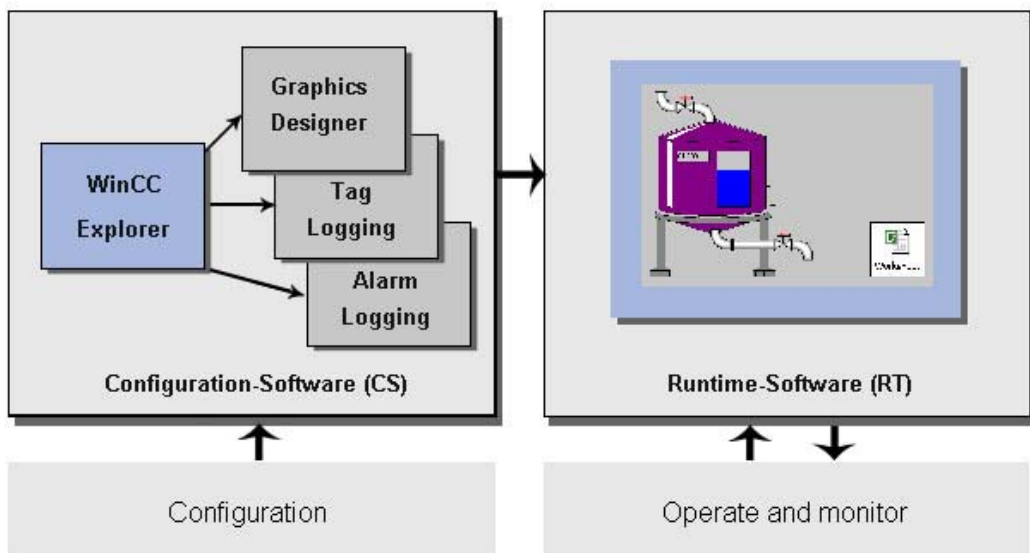 Graphics
Designer
WinCC
Explorer
Tag
Logging
Alarm
Logging
Configuration-Software (CS)
Runtime-Software (RT)
Configuration
Operate and monitor